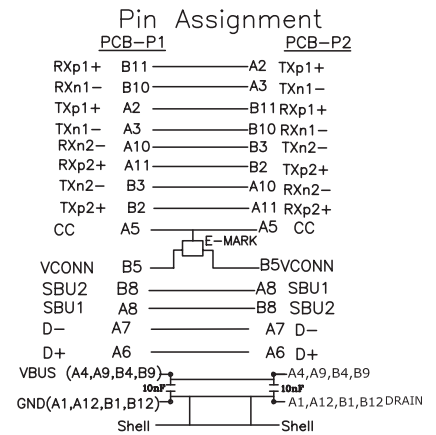 Pin Assignment
PCB-P1 PCB-P2
RXp1+ B11 A2 TXp1+
RXn1- B10 A3 TXn1-
TXp1+ A2 B11 RXp1+
TXn1- A3 B10 RXn1-
RXn2- A10 B3 TXn2-
RXp2+ A11 B2 TXp2+
TXn2- B3 A10 RXn2-
TXp2+ B2 A11 RXp2+
CC A5 A5 CC
E-MARK
VCONN B5 B5 VCONN
SBU2 B8 A8 SBU1
SBU1 A8 B8 SBU2
D- A7 A7 D-
D+ A6 A6 D+
VBUS (A4,A9,B4,B9) A4,A9,B4,B9
10nF 10nF
GND(A1,A12,B1,B12) A1,A12,B1,B12 DRAIN
Shell Shell